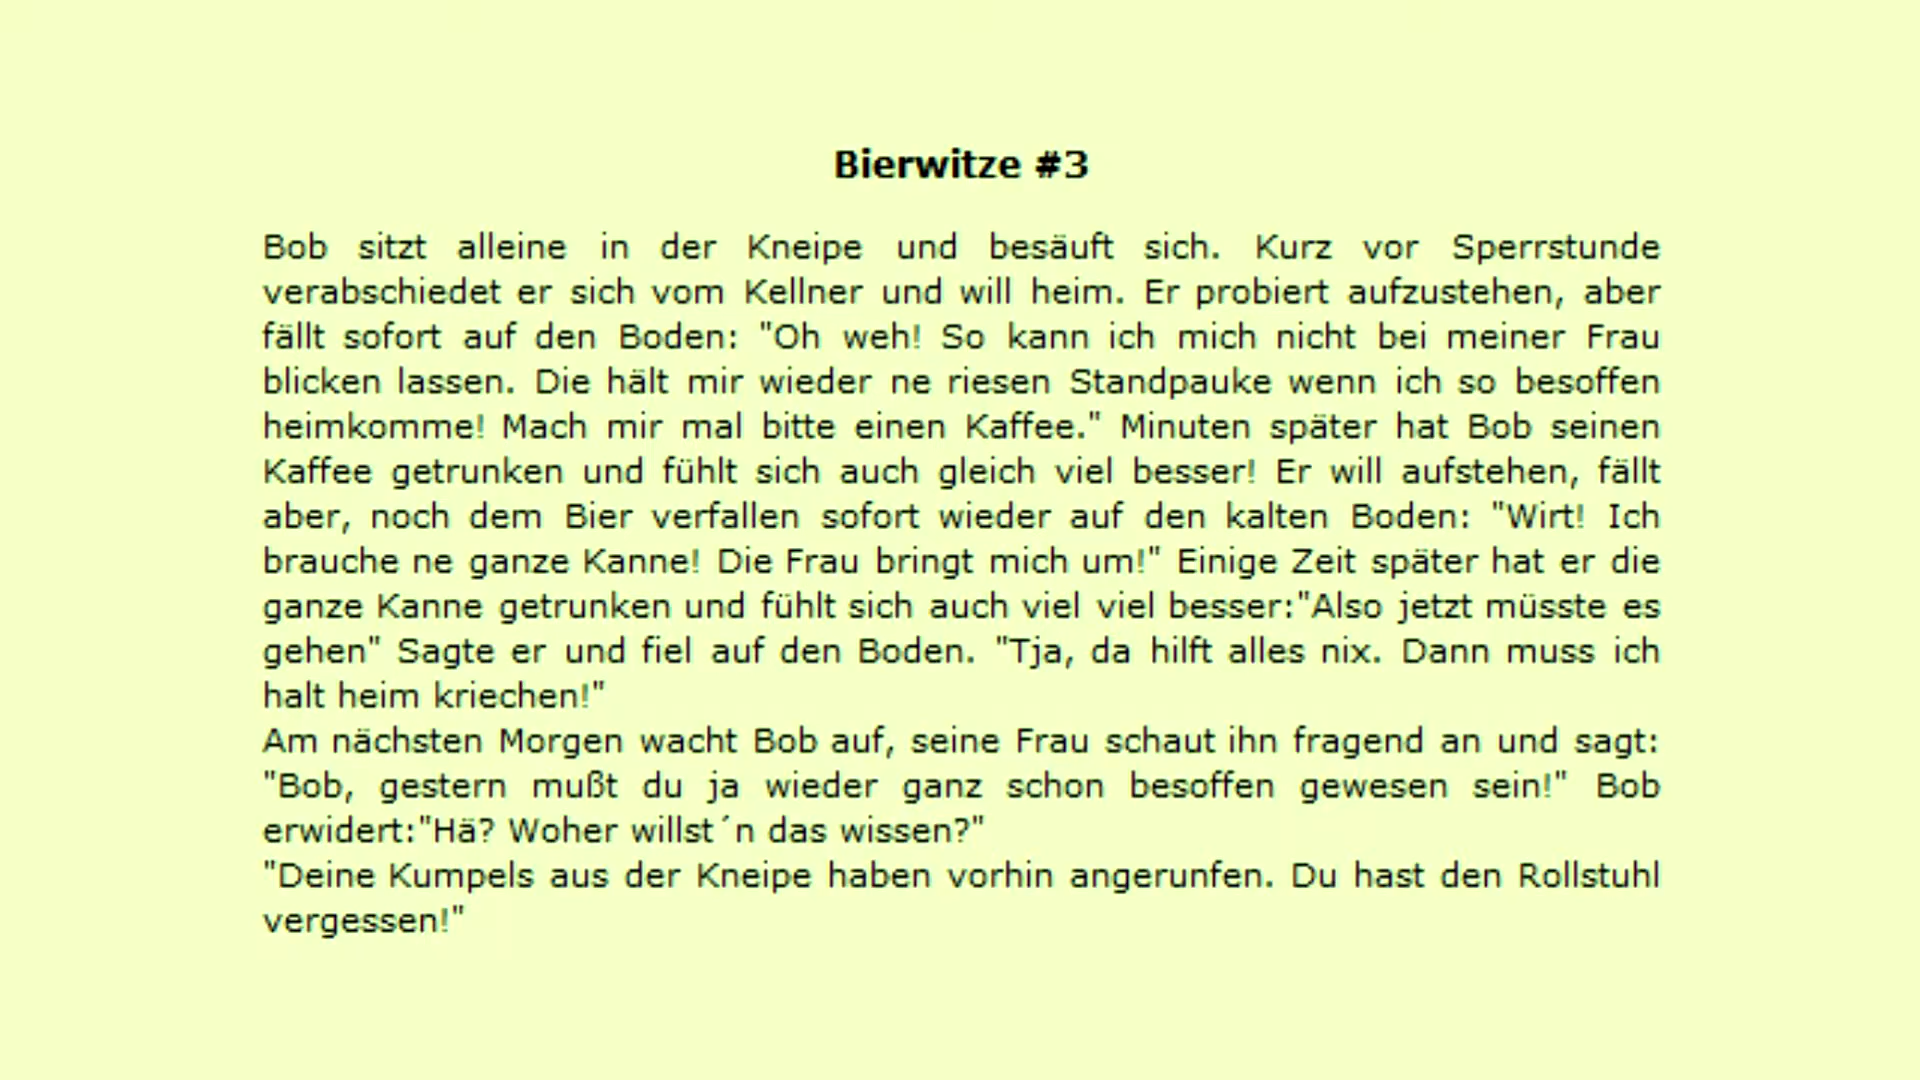 Bierwitze #3
Bob sitzt alleine in der Kneipe und besäuft sich. Kurz vor Sperrstunde
verabschiedet er sich vom Kellner und will heim. Er probiert aufzustehen, aber
fällt sofort auf den Boden: "Oh weh! So kann ich mich nicht bei meiner Frau
blicken lassen. Die hält mir wieder ne riesen Standpauke wenn ich so besoffen
heimkomme! Mach mir mal bitte einen Kaffee." Minuten später hat Bob seinen
Kaffee getrunken und fühlt sich auch gleich viel besser! Er will aufstehen, fällt
aber, noch dem Bier verfallen sofort wieder auf den kalten Boden: "Wirt! Ich
brauche ne ganze Kanne! Die Frau bringt mich um!" Einige Zeit später hat er die
ganze Kanne getrunken und fühlt sich auch viel viel besser:"Also jetzt müsste es
gehen" Sagte er und fiel auf den Boden. "Tja, da hilft alles nix. Dann muss ich
halt heim kriechen!"
Am nächsten Morgen wacht Bob auf, seine Frau schaut ihn fragend an und sagt:
"Bob, gestern mußt du ja wieder ganz schon besoffen gewesen sein!" Bob
erwidert:"Hä? Woher willst´n das wissen?"
"Deine Kumpels aus der Kneipe haben vorhin angerunfen. Du hast den Rollstuhl
vergessen!"